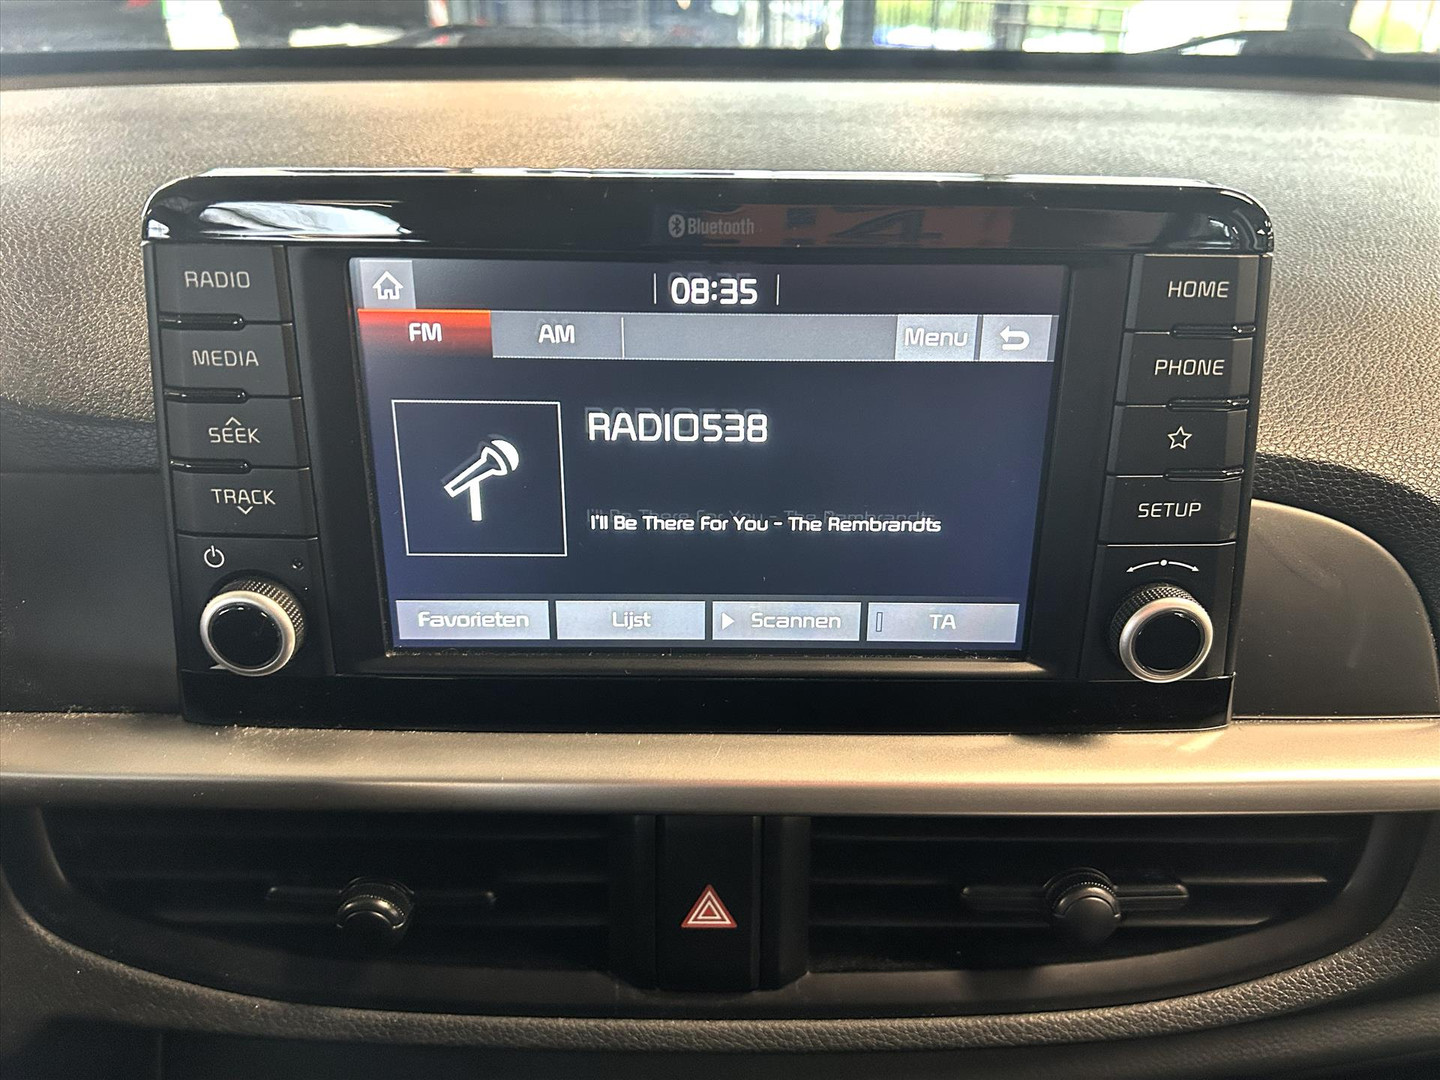 Bluetooth
RADIO
MEDIA
SEEK
TRACK
08:35
FM AM Menu
RADIO538
I'll Be There For You - The Rembrandts
Favorieten Lijst Scannen TA
HOME
PHONE
SETUP